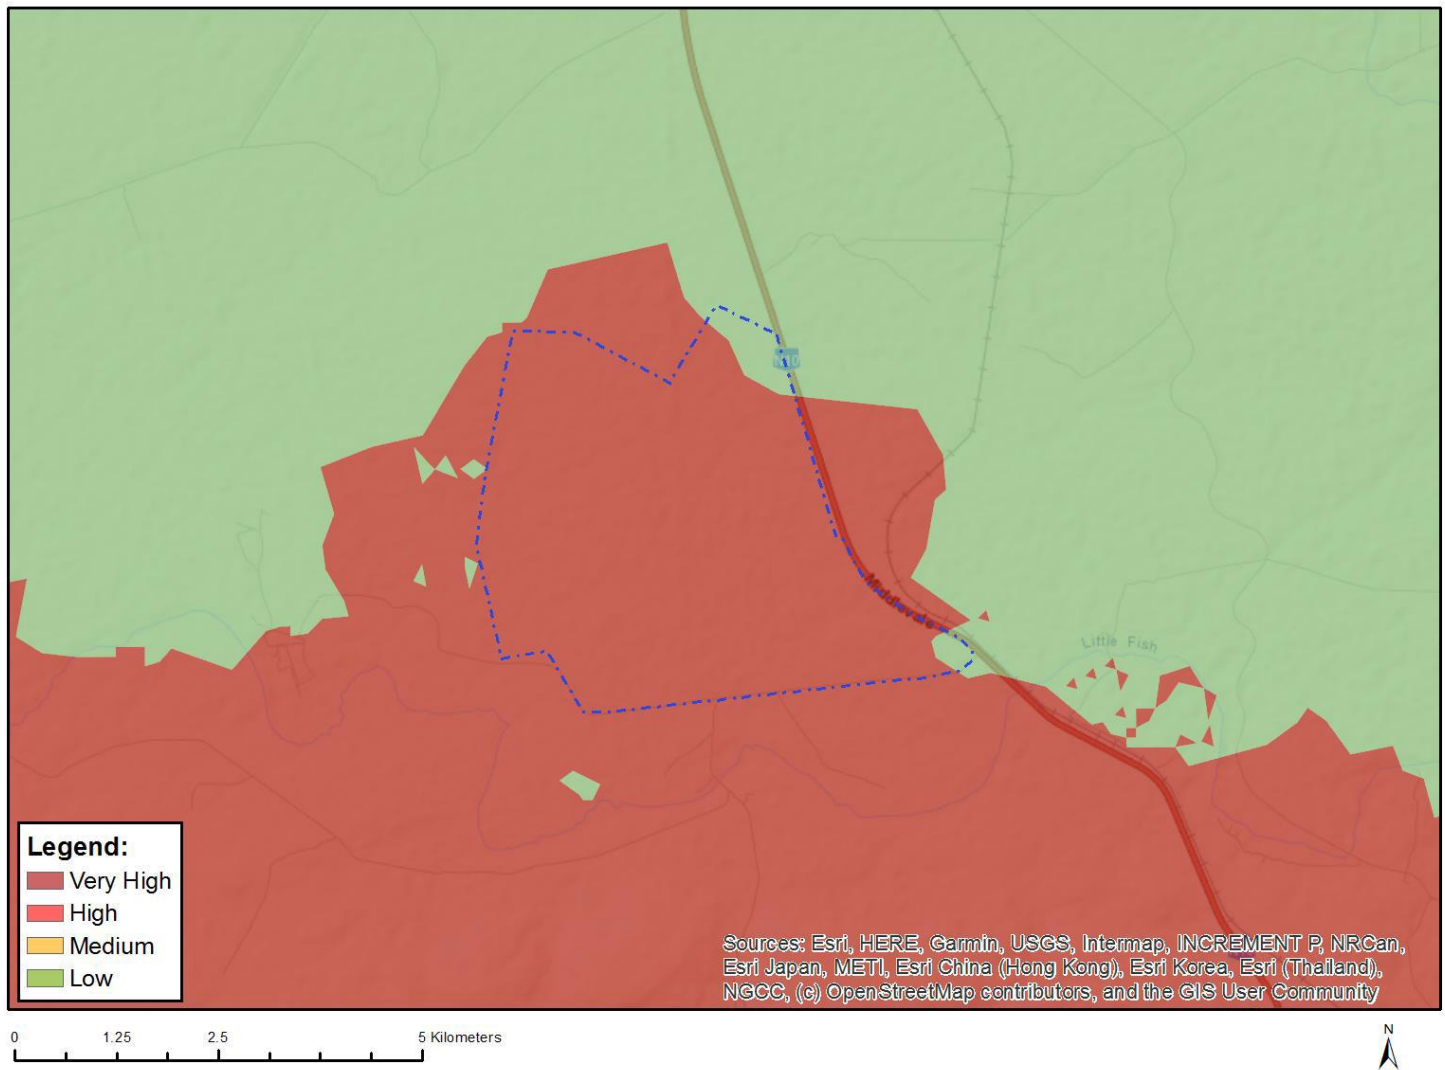 N10
Middlevale
Little Fish
Legend:
Very High
High
Medium
Low
Sources: Esri, HERE, Garmin, USGS, Intermap, INCREMENT P, NRCan,
Esri Japan, METI, Esri China (Hong Kong), Esri Korea, Esri (Thailand),
NGCC, (c) OpenStreetMap contributors, and the GIS User Community
0 1.25 2.5 5 Kilometers
N